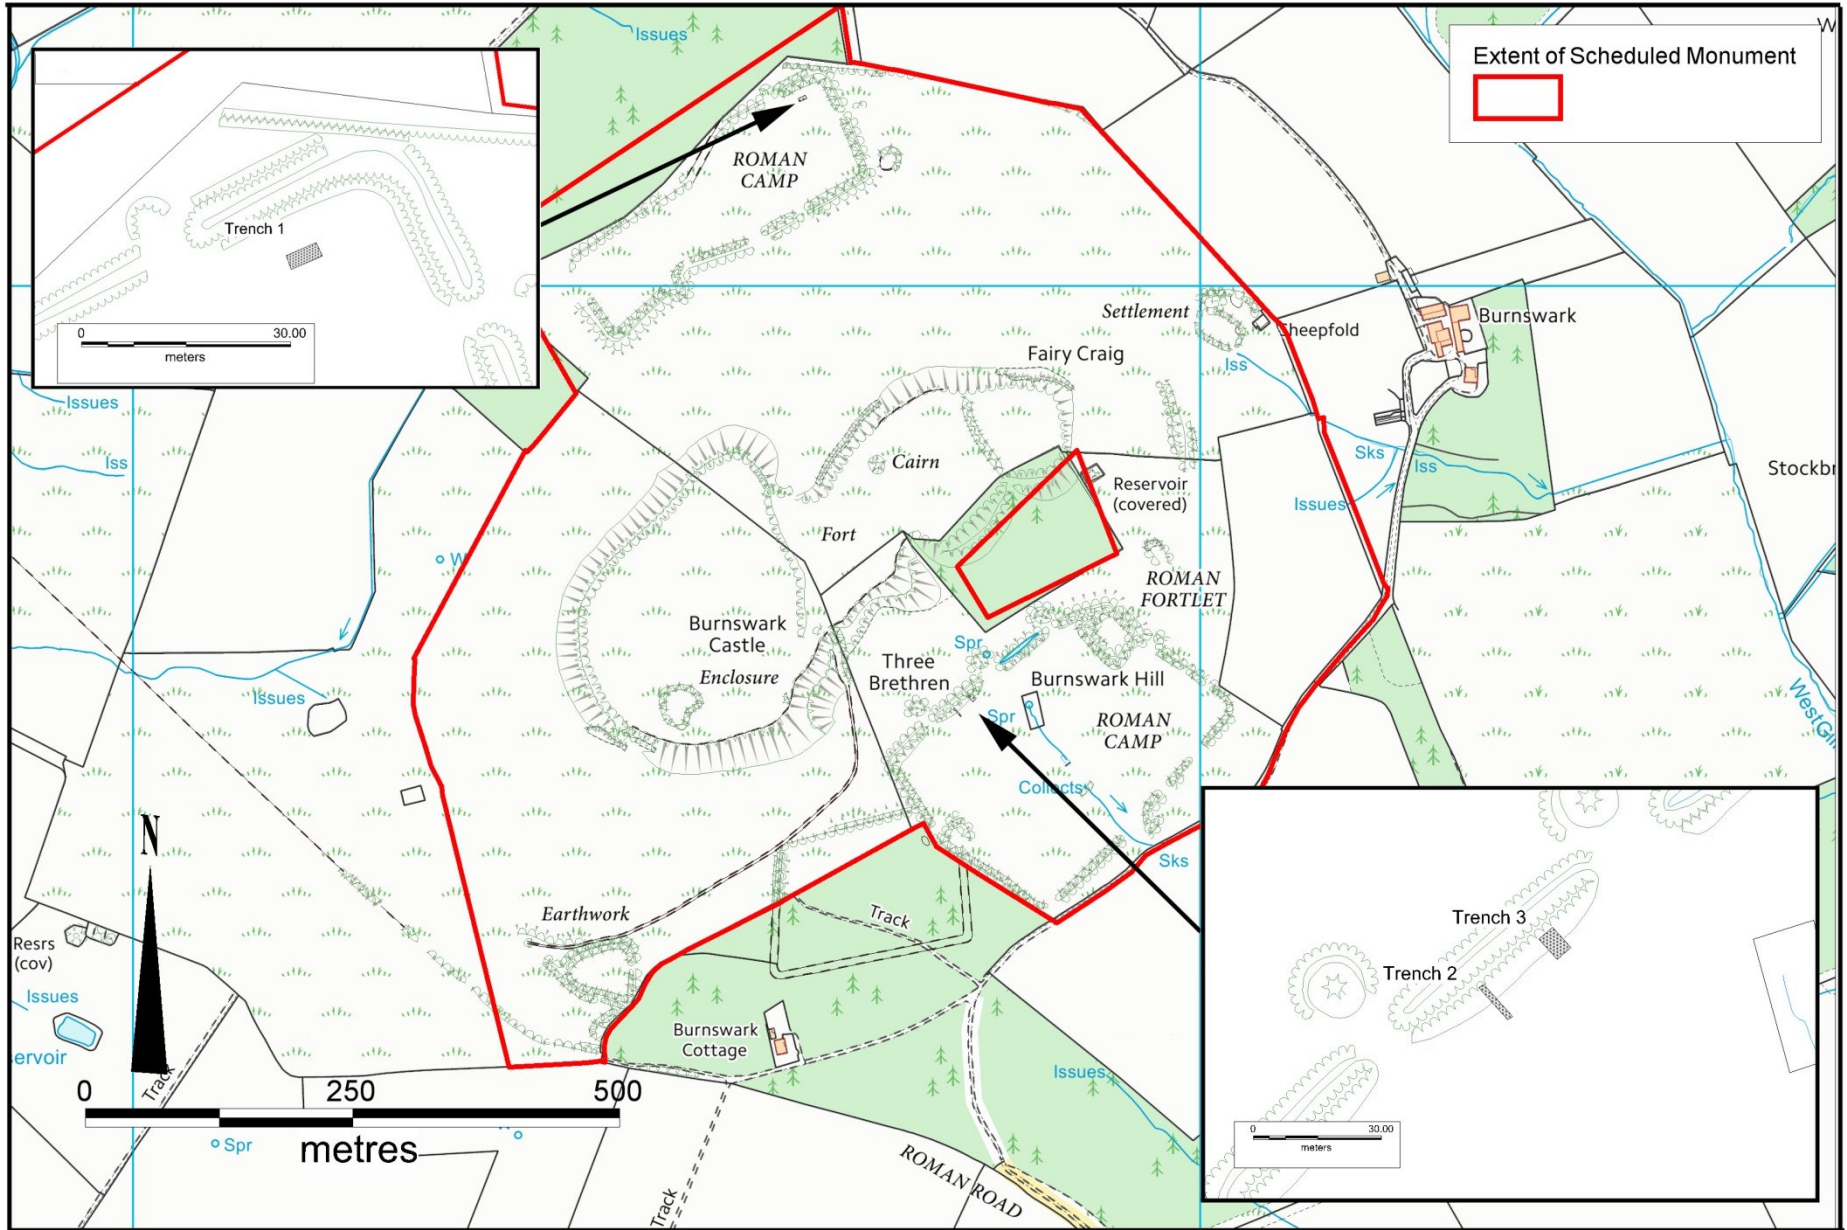 Issues
Extent of Scheduled Monument
W
Trench 1
0 30.00
meters
ROMAN
CAMP
Settlement
Sheepfold
Burnswark
Fairy Craig
Iss
Issues
Iss
Cairn
Sks
Iss
Stockbr
Reservoir
(covered)
Issues
Fort
W
ROMAN
FORTLET
Burnswark
Castle
Enclosure
Spr
Three
Brethren
Burnswark Hill
Issues
Spr
ROMAN
CAMP
WestGill
Collects
Sks
N
Earthwork
Track
Trench 3
Trench 2
Resrs
(cov)
Issues
ervoir
Burnswark
Cottage
Issues
Track
0 250 500
metres
Spr
0 30.00
meters
ROMAN ROAD
Track